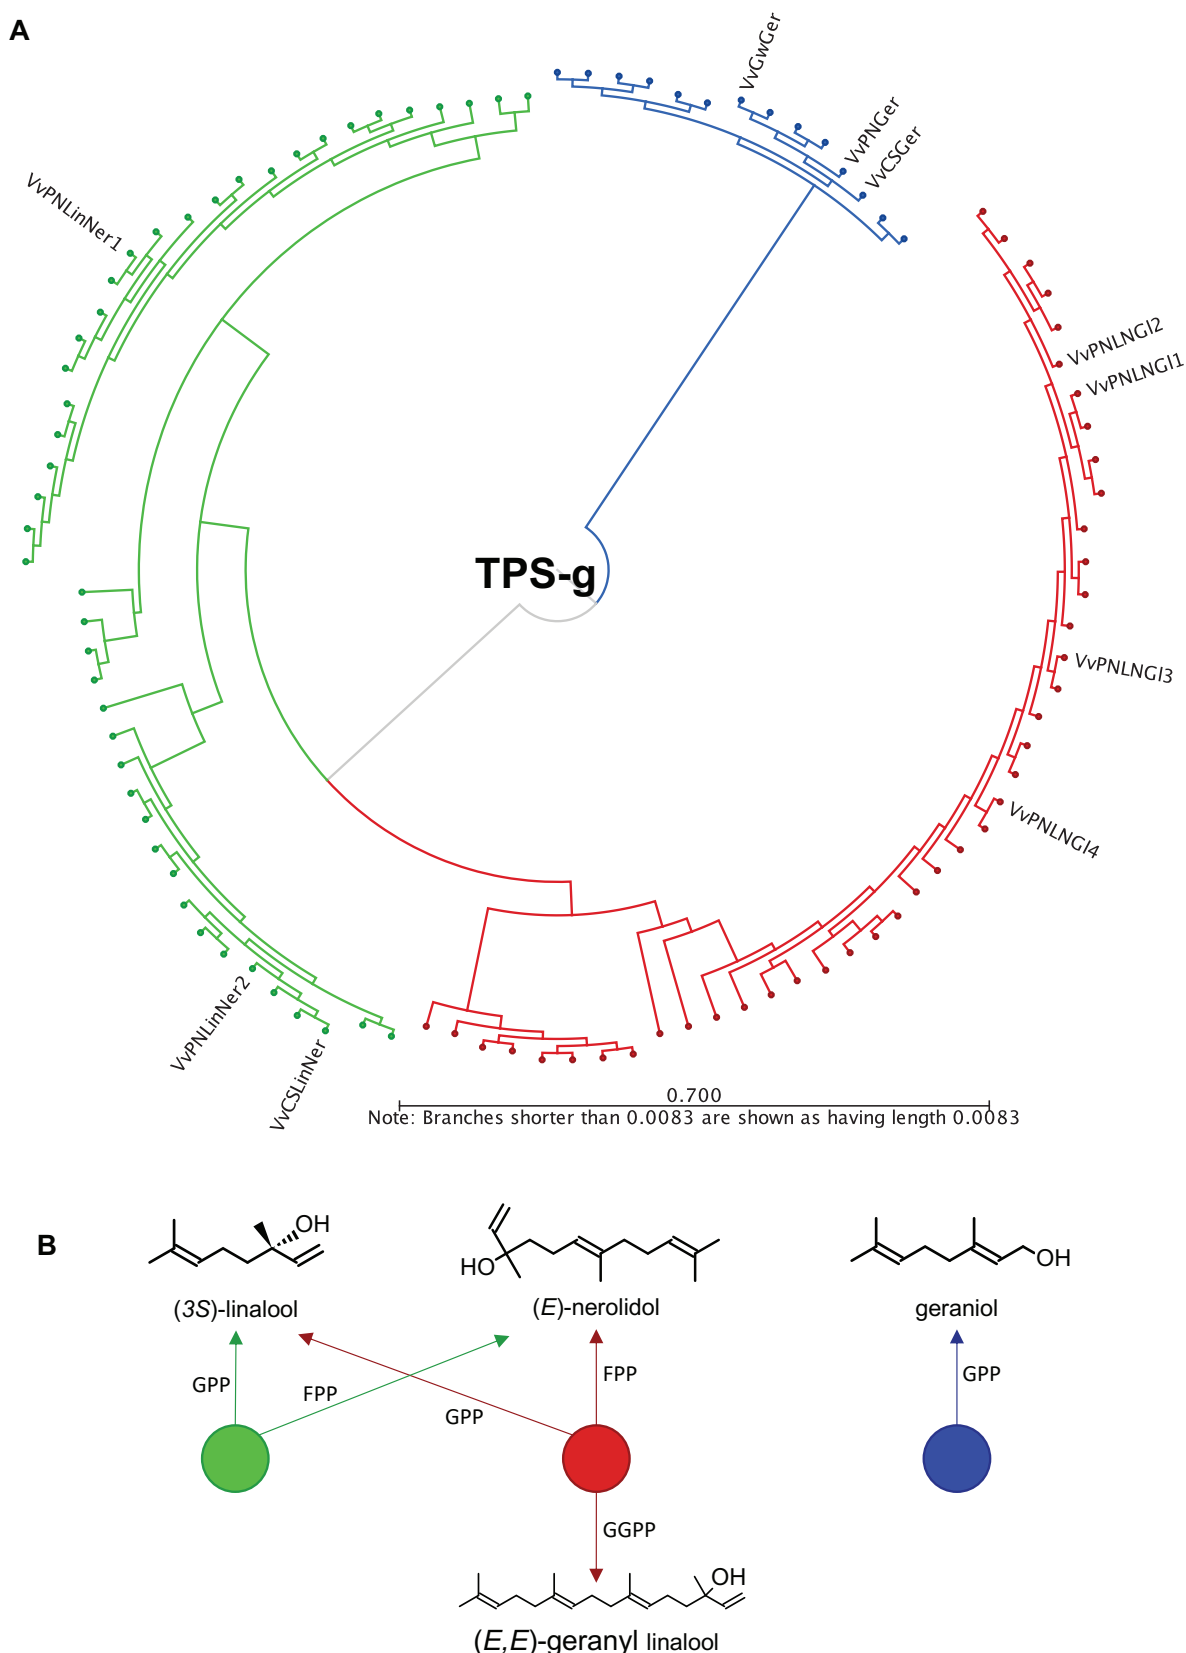 A
VvGwGer
VvPNGer
VvCSGer
VvPNLinNer1
VvPNLNGl2
VvPNLNGl1
TPS-g
VvPNLNGl3
VvPNLNGl4
VvPNLinNer2
VvCSLinNer
0.700
Note: Branches shorter than 0.0083 are shown as having length 0.0083
B
OH
HO
OH
(3S)-linalool
(E)-nerolidol
geraniol
GPP
FPP
GPP
FPP
GPP
GGPP
OH
(E,E)-geranyl linalool